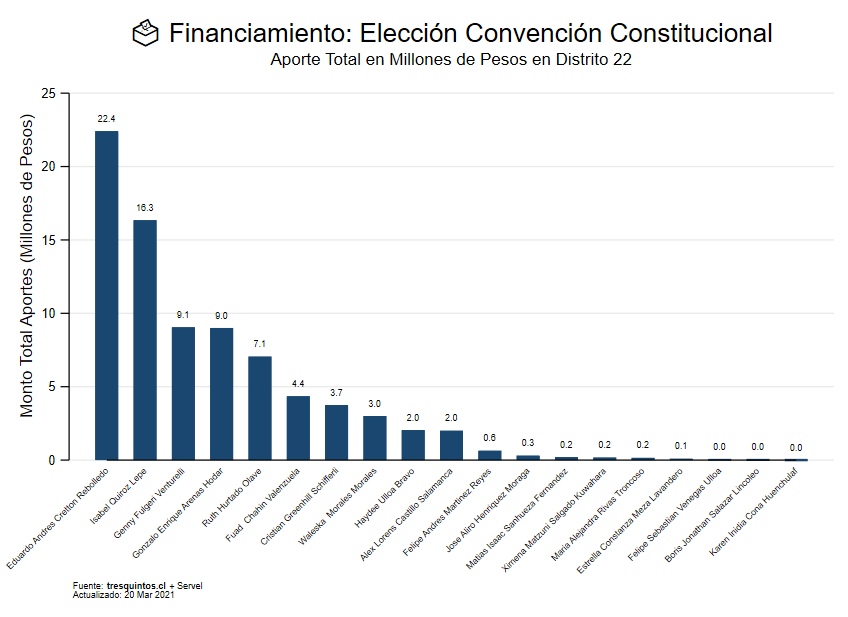 Financiamiento: Elección Convención Constitucional
Aporte Total en Millones de Pesos en Distrito 22
Monto Total Aportes (Millones de Pesos)
25
20
15
10
5
0
22.4
16.3
9.1
9.0
7.1
4.4
3.7
3.0
2.0
2.0
0.6
0.3
0.2
0.2
0.2
0.1
0.0
0.0
0.0
Eduardo Andres Cretton Rebolledo
Isabel Quiroz Lepe
Genny Fulgeri Venturelli
Gonzalo Enrique Arenas Hodar
Ruth Hurtado Olave
Fuad Chahin Valenzuela
Cristian Greenhill Schifferli
Waleska Morales Morales
Haydee Ulloa Bravo
Alex Lorens Castillo Salamanca
Felipe Andres Martinez Reyes
Jose Aliro Henriquez Moraga
Matias Isaac Sanhueza Fernandez
Ximena Matzuni Salgado Kuwahara
Maria Alejandra Rivas Troncoso
Estrella Constanza Meza Lavandero
Felipe Sebastian Venegas Ulloa
Boris Jonathan Salazar Lincoleo
Karen Inidia Cona Huenchulaf
Fuente: tresquintos.cl + Servel
Actualizado: 20 Mar 2021